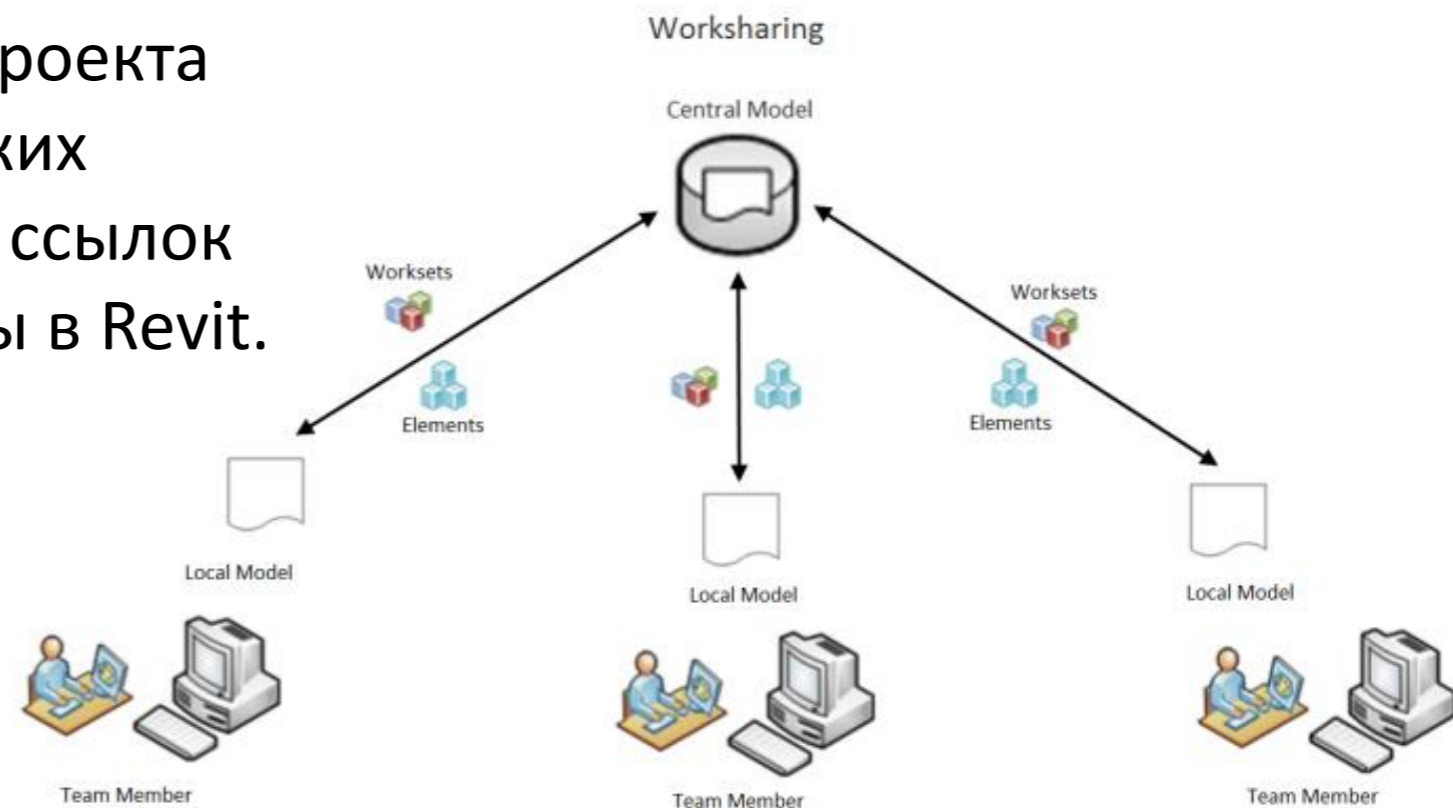 роекта
ких
ссылок
ы в Revit.
Worksharing
Central Model
Worksets
Elements
Worksets
Elements
Local Model
Local Model
Local Model
Team Member
Team Member
Team Member